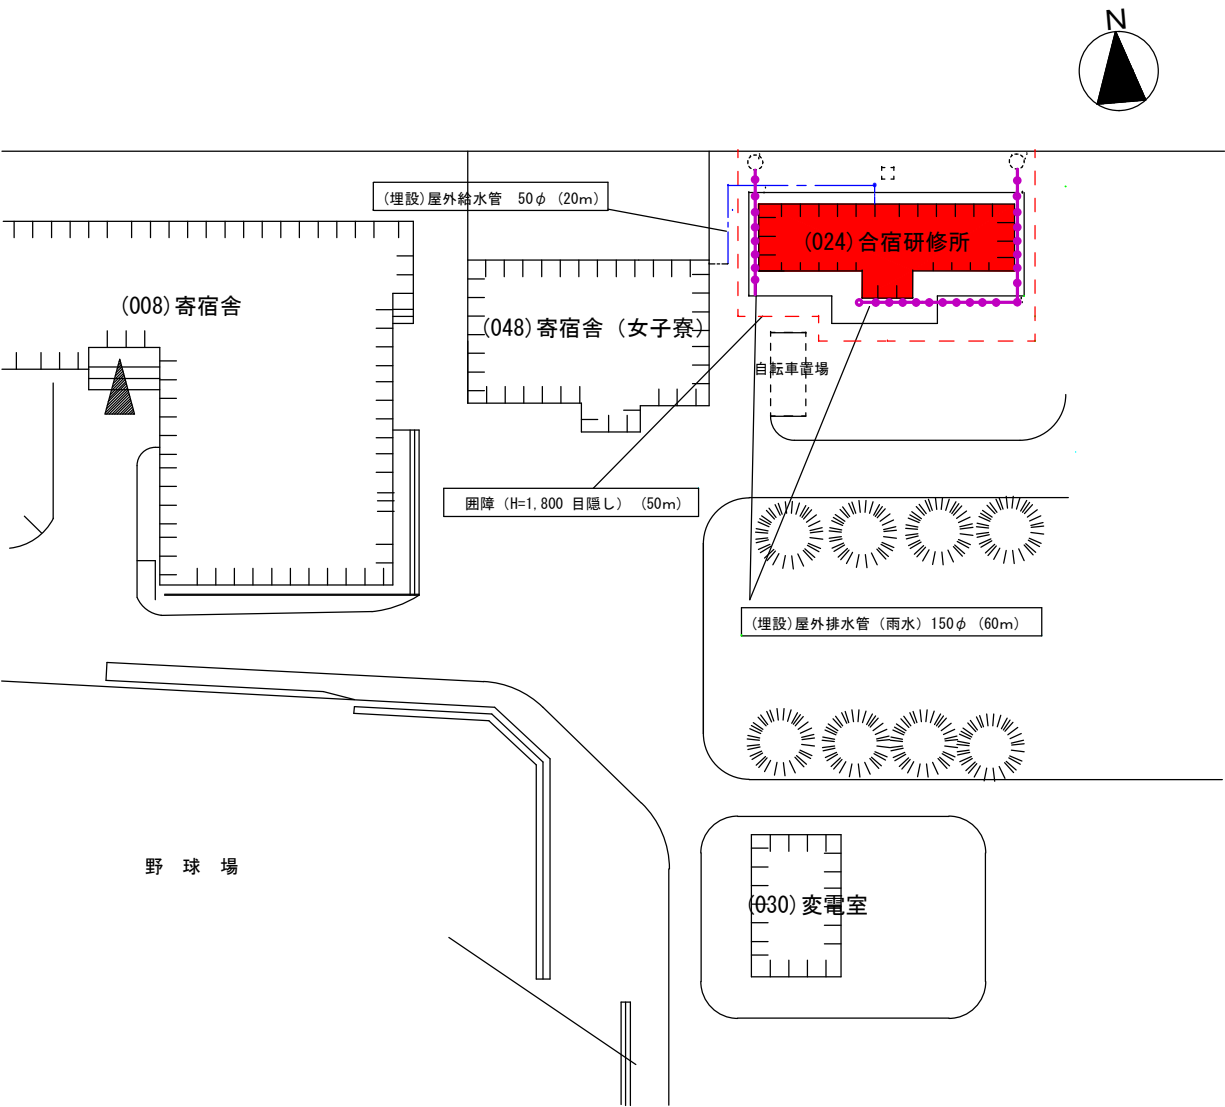 N
(埋設)屋外給水管 50φ (20m)
(024)合宿研修所
(008)寄宿舎
(048)寄宿舎（女子寮）
自転車置場
囲障（H=1,800 目隠し）（50m）
(埋設)屋外排水管（雨水）150φ（60m）
野 球 場
(030)変電室